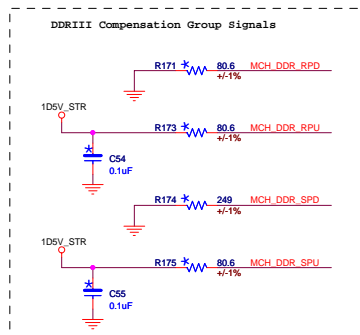 DDRIII Compensation Group Signals
R171 * 80.6 MCH_DDR_RPD
+/-1%
1D5V_STR
R173 * 80.6 MCH_DDR_RPU
+/-1%
*
C54
0.1uF
R174 * 249 MCH_DDR_SPD
+/-1%
1D5V_STR
R175 * 80.6 MCH_DDR_SPU
+/-1%
*
C55
0.1uF